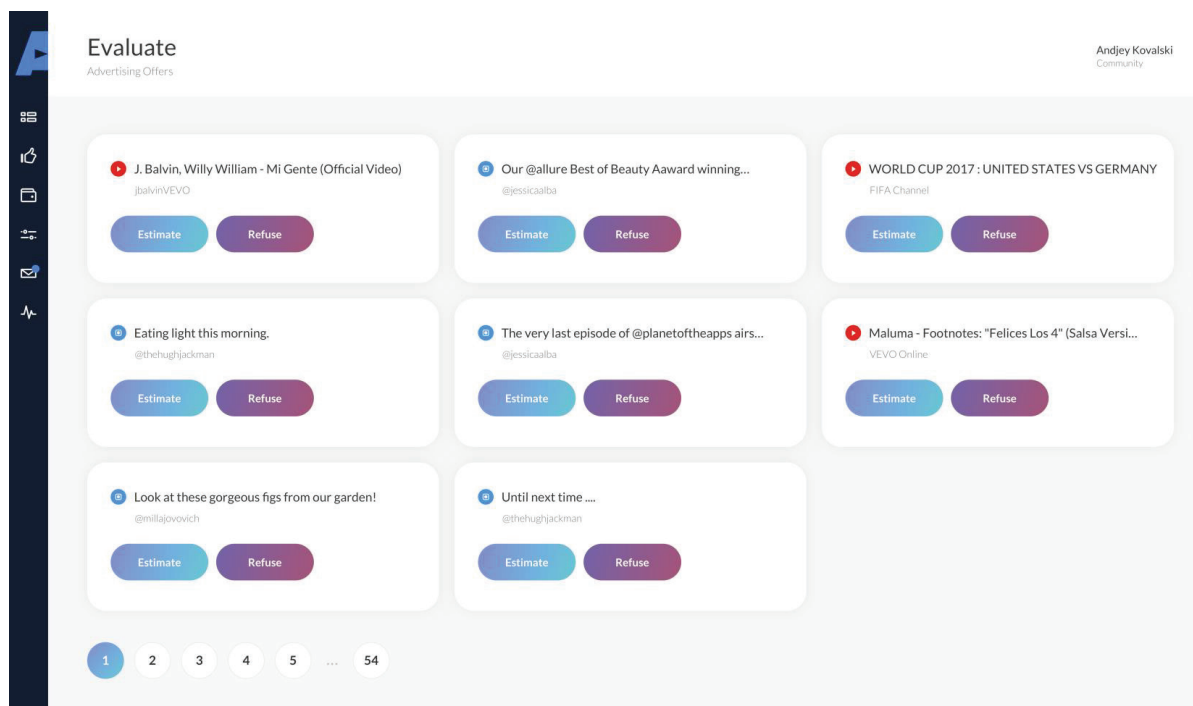 Evaluate
Advertising Offers
Andjey Kovalski
Community
J. Balvin, Willy William - Mi Gente (Official Video)
jbalvinVEVO
Estimate
Refuse
Our @allure Best of Beauty Aaward winning...
@jessicaalba
Estimate
Refuse
WORLD CUP 2017 : UNITED STATES VS GERMANY
FIFA Channel
Estimate
Refuse
Eating light this morning.
@thehughjackman
Estimate
Refuse
The very last episode of @planetoftheapps airs...
@jessicaalba
Estimate
Refuse
Maluma - Footnotes: "Felices Los 4" (Salsa Versi...
VEVO Online
Estimate
Refuse
Look at these gorgeous figs from our garden!
@millajovovich
Estimate
Refuse
Until next time ....
@thehughjackman
Estimate
Refuse
1 2 3 4 5 ... 54